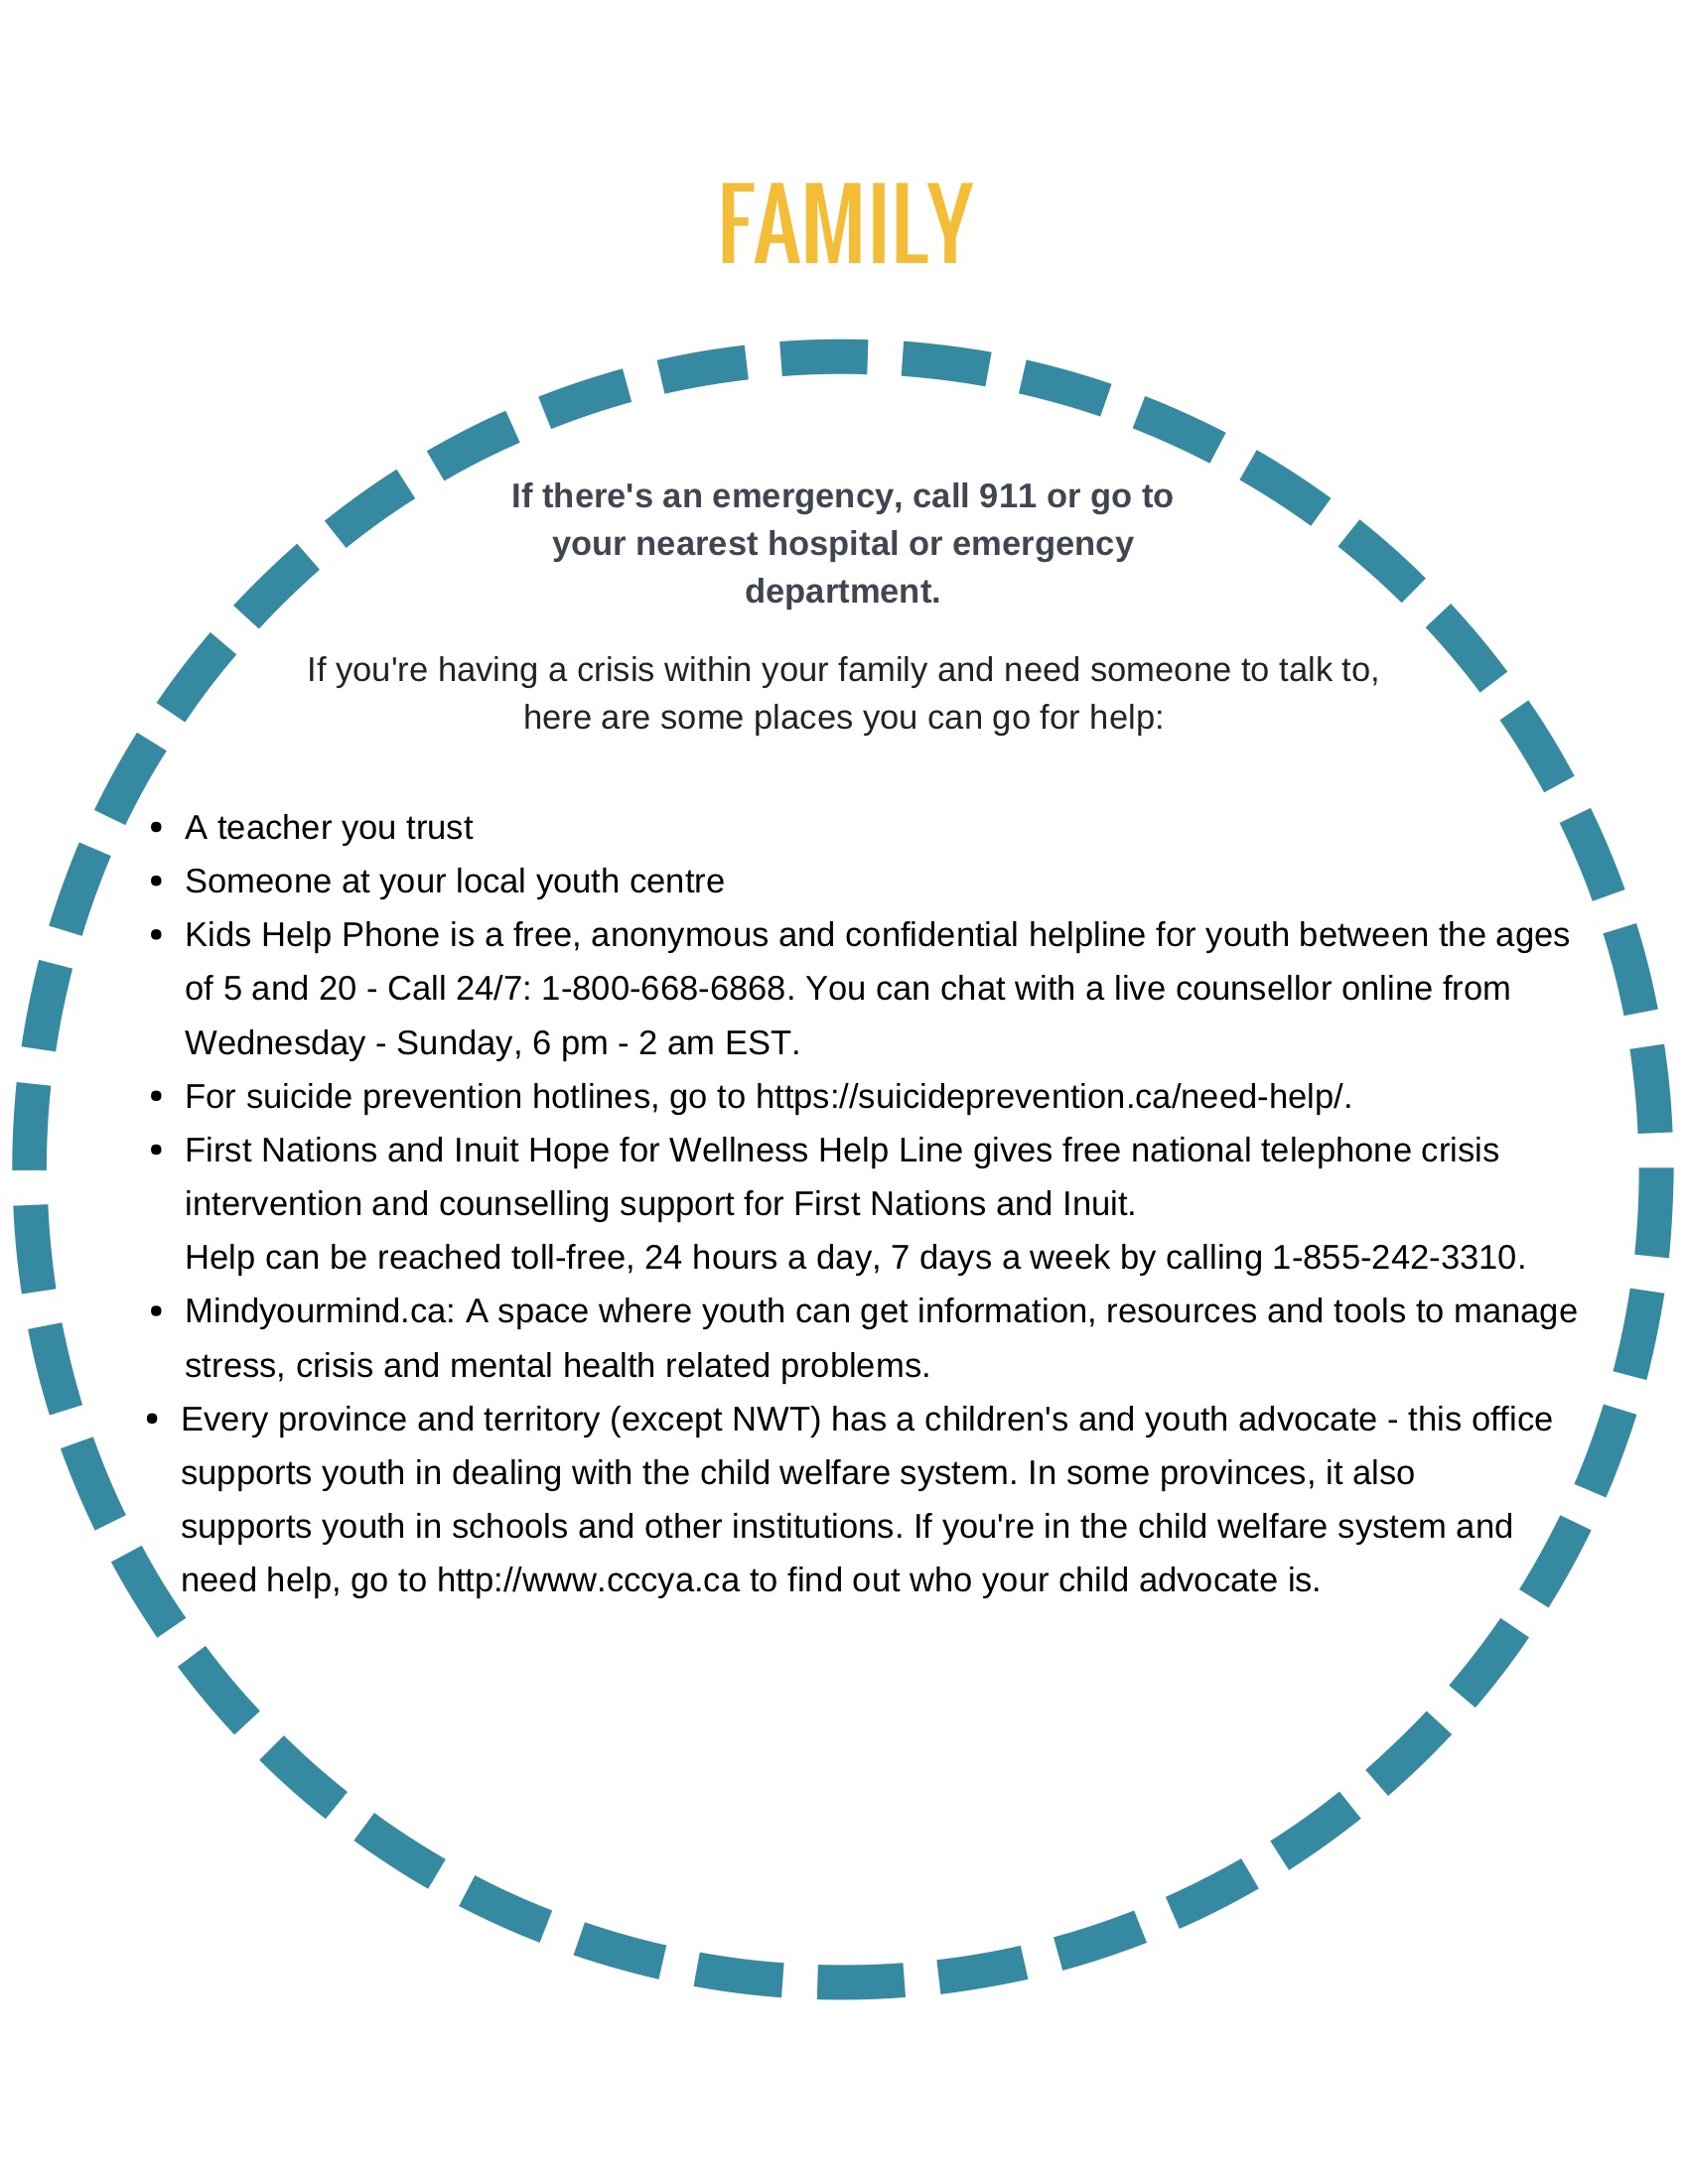 FAMILY
If there's an emergency, call 911 or go to
your nearest hospital or emergency
department.
If you're having a crisis within your family and need someone to talk to,
here are some places you can go for help:
• A teacher you trust
• Someone at your local youth centre
• Kids Help Phone is a free, anonymous and confidential helpline for youth between the ages
of 5 and 20 - Call 24/7: 1-800-668-6868. You can chat with a live counsellor online from
Wednesday - Sunday, 6 pm - 2 am EST.
• For suicide prevention hotlines, go to https://suicideprevention.ca/need-help/.
• First Nations and Inuit Hope for Wellness Help Line gives free national telephone crisis
intervention and counselling support for First Nations and Inuit.
Help can be reached toll-free, 24 hours a day, 7 days a week by calling 1-855-242-3310.
• Mindyourmind.ca: A space where youth can get information, resources and tools to manage
stress, crisis and mental health related problems.
• Every province and territory (except NWT) has a children's and youth advocate - this office
supports youth in dealing with the child welfare system. In some provinces, it also
supports youth in schools and other institutions. If you're in the child welfare system and
need help, go to http://www.cccya.ca to find out who your child advocate is.